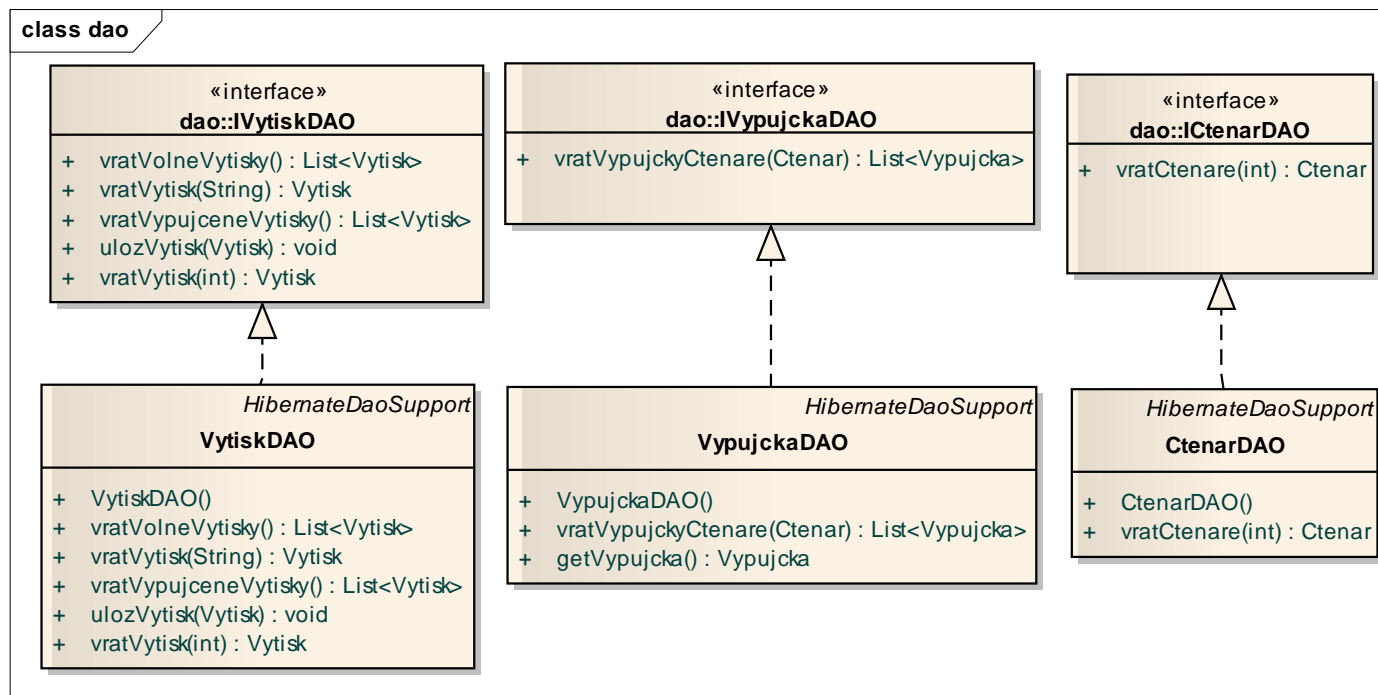 class dao
«interface»
dao::IVytiskDAO
+ vratVolneVytisky() : List<Vytisk>
+ vratVytisk(String) : Vytisk
+ vratVypujceneVytisky() : List<Vytisk>
+ ulozVytisk(Vytisk) : void
+ vratVytisk(int) : Vytisk
«interface»
dao::IVypujckaDAO
+ vratVypujckyCtenare(Ctenar) : List<Vypujcka>
«interface»
dao::ICtenarDAO
+ vratCtenare(int) : Ctenar
HibernateDaoSupport
VytiskDAO
+ VytiskDAO()
+ vratVolneVytisky() : List<Vytisk>
+ vratVytisk(String) : Vytisk
+ vratVypujceneVytisky() : List<Vytisk>
+ ulozVytisk(Vytisk) : void
+ vratVytisk(int) : Vytisk
HibernateDaoSupport
VypujckaDAO
+ VypujckaDAO()
+ vratVypujckyCtenare(Ctenar) : List<Vypujcka>
+ getVypujcka() : Vypujcka
HibernateDaoSupport
CtenarDAO
+ CtenarDAO()
+ vratCtenare(int) : Ctenar